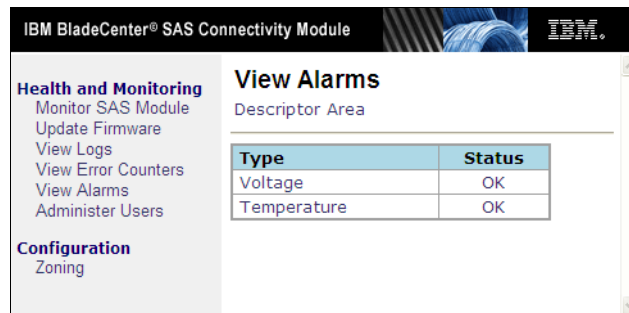 IBM BladeCenter® SAS Connectivity Module
IBM®
Health and Monitoring
Monitor SAS Module
Update Firmware
View Logs
View Error Counters
View Alarms
Administer Users
Configuration
Zoning
View Alarms
Descriptor Area
Type Status
Voltage OK
Temperature OK